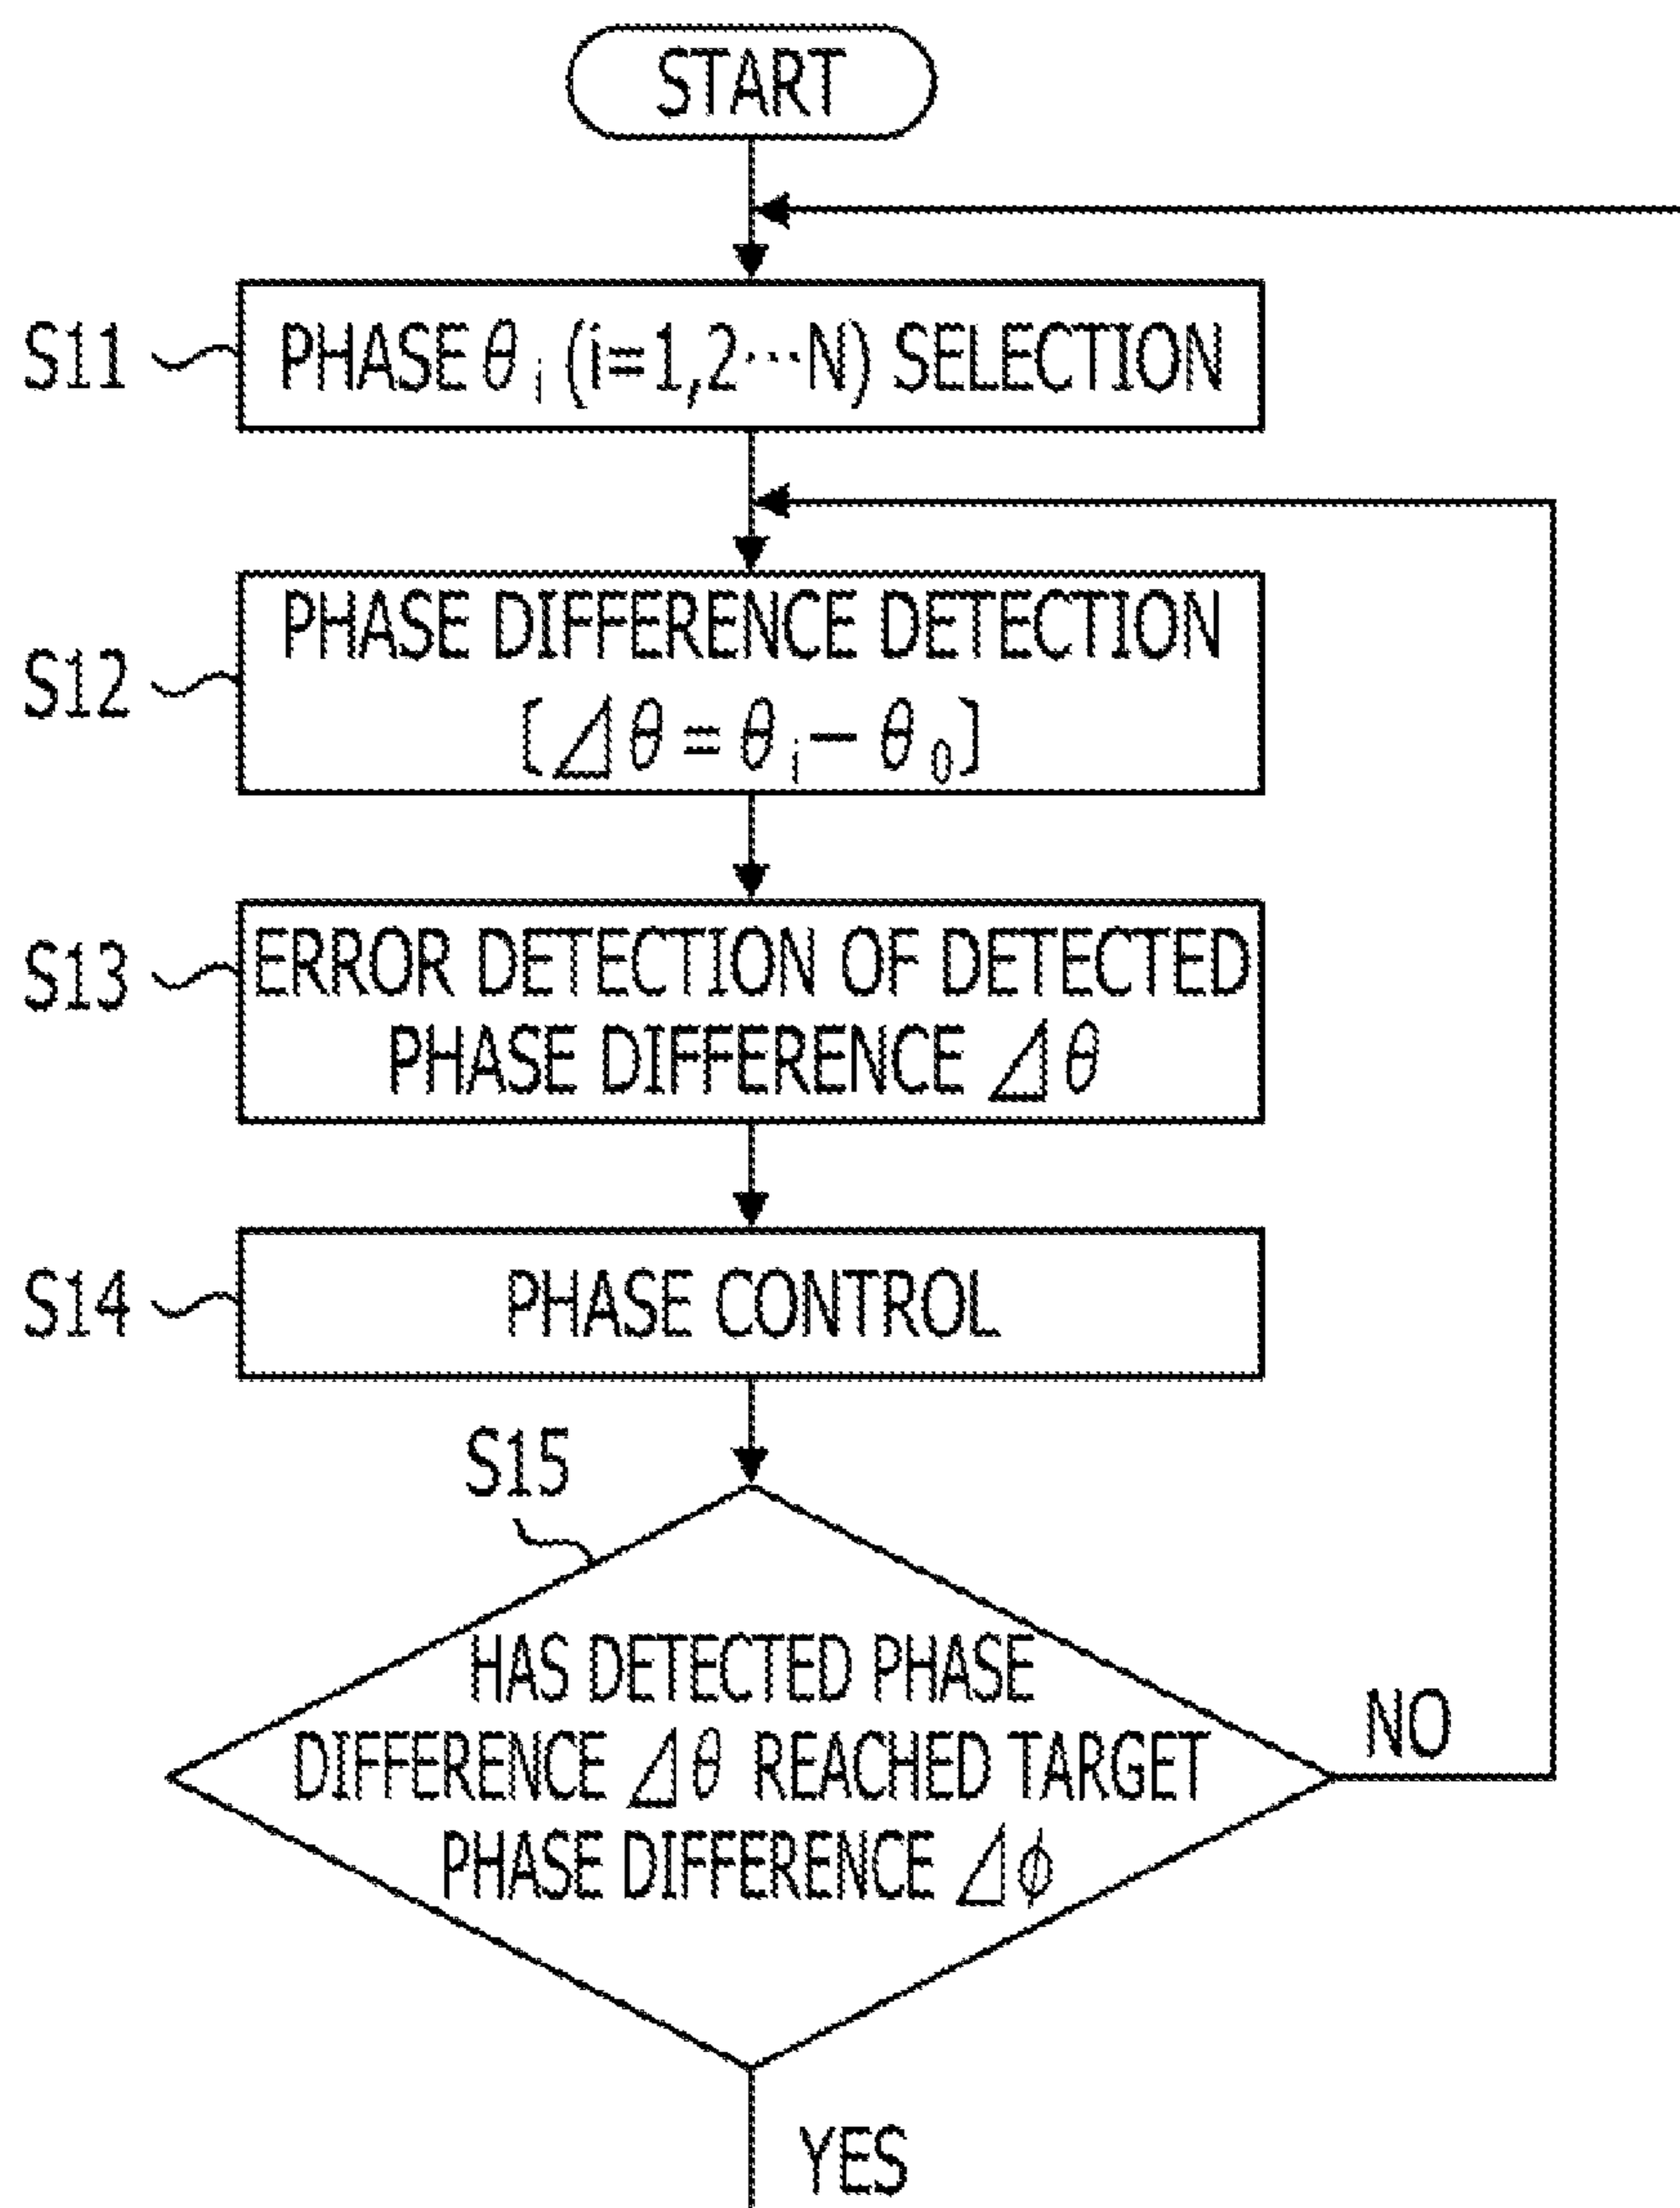 START
S11
PHASE θi (i=1,2⋯N) SELECTION
S12
PHASE DIFFERENCE DETECTION
[⊿θ=θi−θ0]
S13
ERROR DETECTION OF DETECTED
PHASE DIFFERENCE ⊿θ
S14
PHASE CONTROL
S15
HAS DETECTED PHASE
DIFFERENCE ⊿θ REACHED TARGET
PHASE DIFFERENCE ⊿ϕ
NO
YES